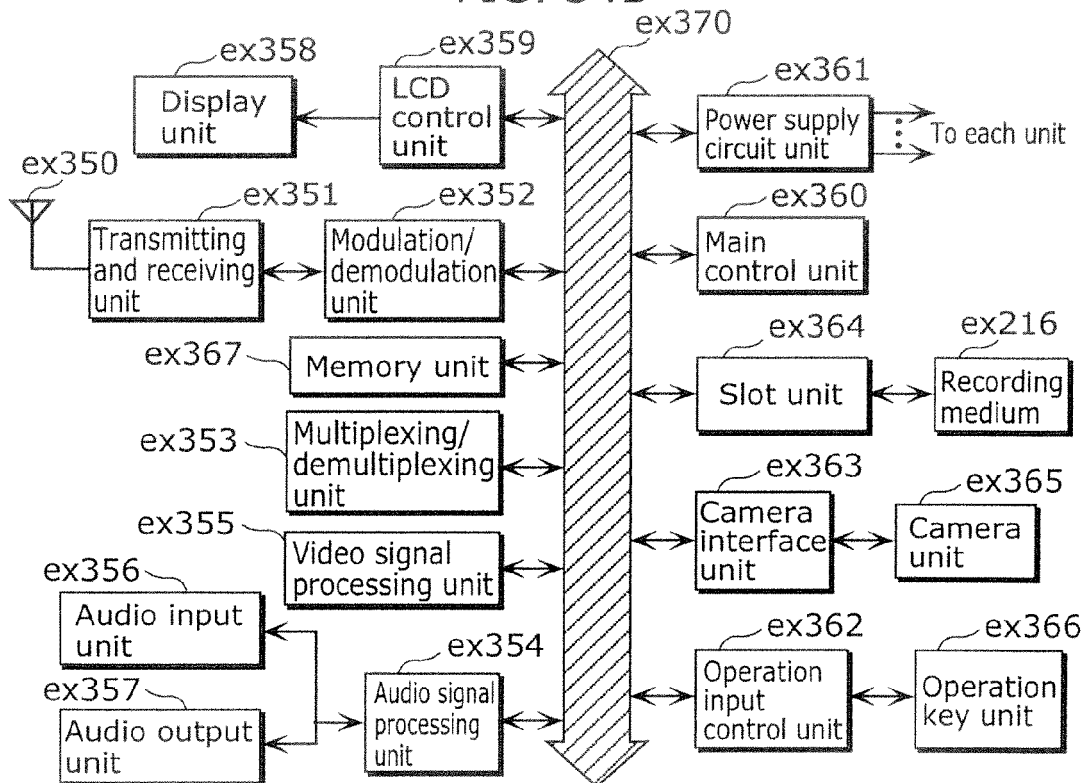 ex370
ex358
ex359
ex361
Display
unit
LCD
control
unit
Power supply
circuit unit
To each unit
ex350
ex351
ex352
ex360
Transmitting
and receiving
unit
Modulation/
demodulation
unit
Main
control unit
ex367
Memory unit
ex364
ex216
Slot unit
Recording
medium
ex353
Multiplexing/
demultiplexing
unit
ex363
ex365
Camera
interface
unit
Camera
unit
ex355
Video signal
processing unit
ex356
Audio input
unit
ex354
ex362
ex366
ex357
Audio output
unit
Audio signal
processing
unit
Operation
input
control unit
Operation
key unit